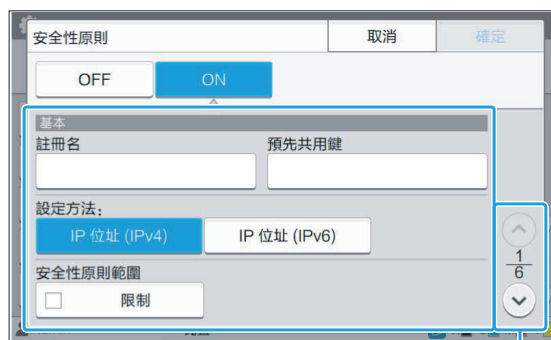 安全性原則 取消 確定
OFF ON
基本
註冊名 預先共用鍵
設定方法：
IP 位址 (IPv4) IP 位址 (IPv6)
1
6
安全性原則範圍
限制